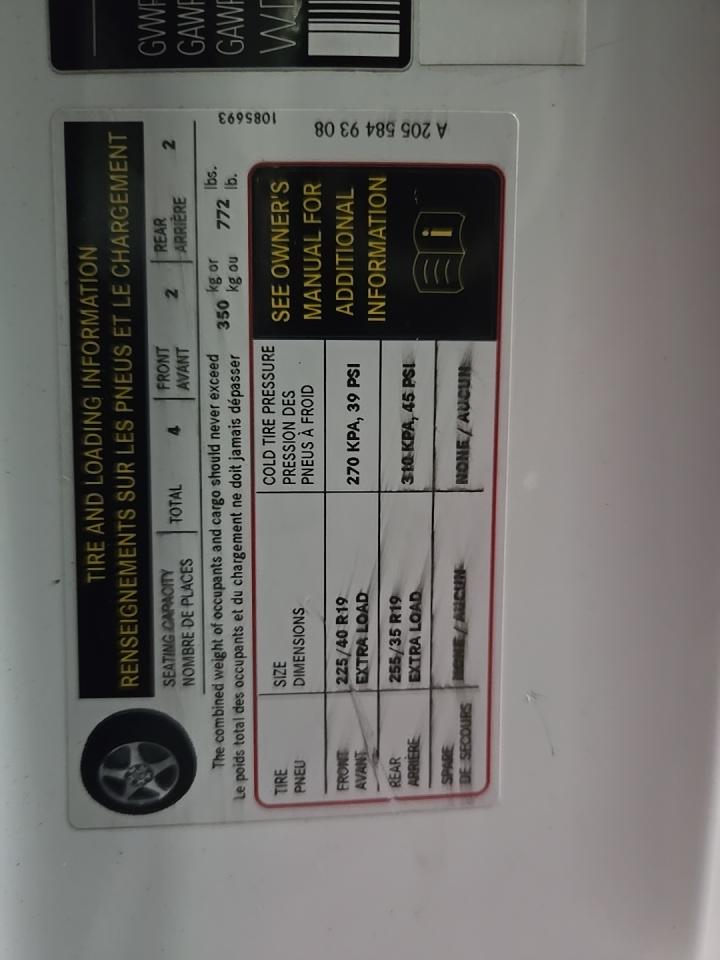 GVWR
GAWR
GAWR
TIRE AND LOADING INFORMATION
RENSEIGNEMENTS SUR LES PNEUS ET LE CHARGEMENT
SEATING CAPACITY TOTAL 4 FRONT 2 REAR 2
NOMBRE DE PLACES AVANT ARRIÈRE
The combined weight of occupants and cargo should never exceed 350 kg or 772 lbs.
Le poids total des occupants et du chargement ne doit jamais dépasser kg ou lb.
1085693
A 205 584 93 08
TIRE SIZE COLD TIRE PRESSURE
PNEU DIMENSIONS PRESSION DES
PNEUS À FROID
FRONT 225/40 R19 270 KPA, 39 PSI
AVANT EXTRA LOAD
REAR 255/35 R19 310 KPA, 45 PSI
ARRIÈRE EXTRA LOAD
SPARE NONE / AUCUN NONE / AUCUN
DE SECOURS
SEE OWNER'S
MANUAL FOR
ADDITIONAL
INFORMATION
i